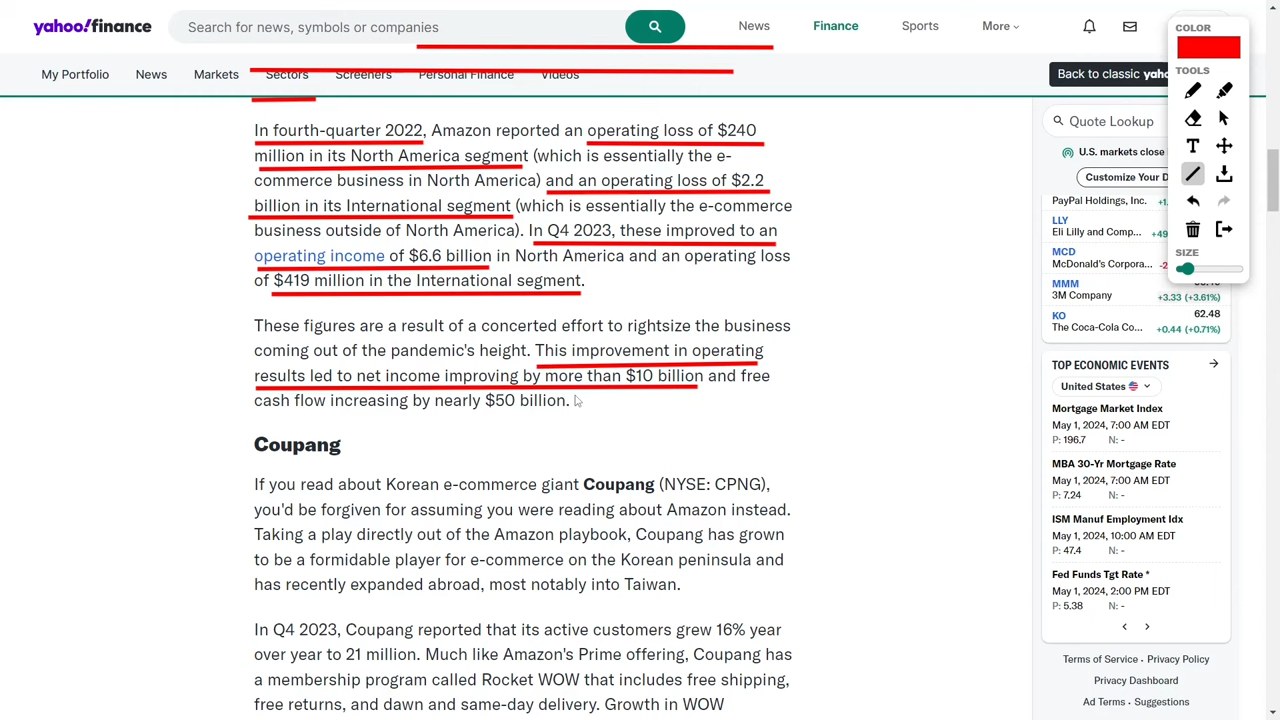 yahoo!finance
Search for news, symbols or companies
News
Finance
Sports
More
My Portfolio
News
Markets
Sectors
Screeners
Personal Finance
Videos
Back to classic
In fourth-quarter 2022, Amazon reported an operating loss of $240
million in its North America segment (which is essentially the e-
commerce business in North America) and an operating loss of $2.2
billion in its International segment (which is essentially the e-commerce
business outside of North America). In Q4 2023, these improved to an
operating income of $6.6 billion in North America and an operating loss
of $419 million in the International segment.
These figures are a result of a concerted effort to rightsize the business
coming out of the pandemic's height. This improvement in operating
results led to net income improving by more than $10 billion and free
cash flow increasing by nearly $50 billion.
Coupang
If you read about Korean e-commerce giant Coupang (NYSE: CPNG),
you'd be forgiven for assuming you were reading about Amazon instead.
Taking a play directly out of the Amazon playbook, Coupang has grown
to be a formidable player for e-commerce on the Korean peninsula and
has recently expanded abroad, most notably into Taiwan.
In Q4 2023, Coupang reported that its active customers grew 16% year
over year to 21 million. Much like Amazon's Prime offering, Coupang has
a membership program called Rocket WOW that includes free shipping,
free returns, and dawn and same-day delivery. Growth in WOW
COLOR
TOOLS
SIZE
Quote Lookup
U.S. markets close
Customize Your D
PayPal Holdings, Inc. +1.
LLY
Eli Lilly and Comp... +49
MCD
McDonald's Corpora... -2
MMM
3M Company +3.33 (+3.61%)
KO 62.48
The Coca-Cola Co... +0.44 (+0.71%)
TOP ECONOMIC EVENTS
United States
Mortgage Market Index
May 1, 2024, 7:00 AM EDT
P: 196.7 N: -
MBA 30-Yr Mortgage Rate
May 1, 2024, 7:00 AM EDT
P: 7.24 N: -
ISM Manuf Employment Idx
May 1, 2024, 10:00 AM EDT
P: 47.4 N: -
Fed Funds Tgt Rate *
May 1, 2024, 2:00 PM EDT
P: 5.38 N: -
Terms of Service • Privacy Policy
Privacy Dashboard
Ad Terms • Suggestions